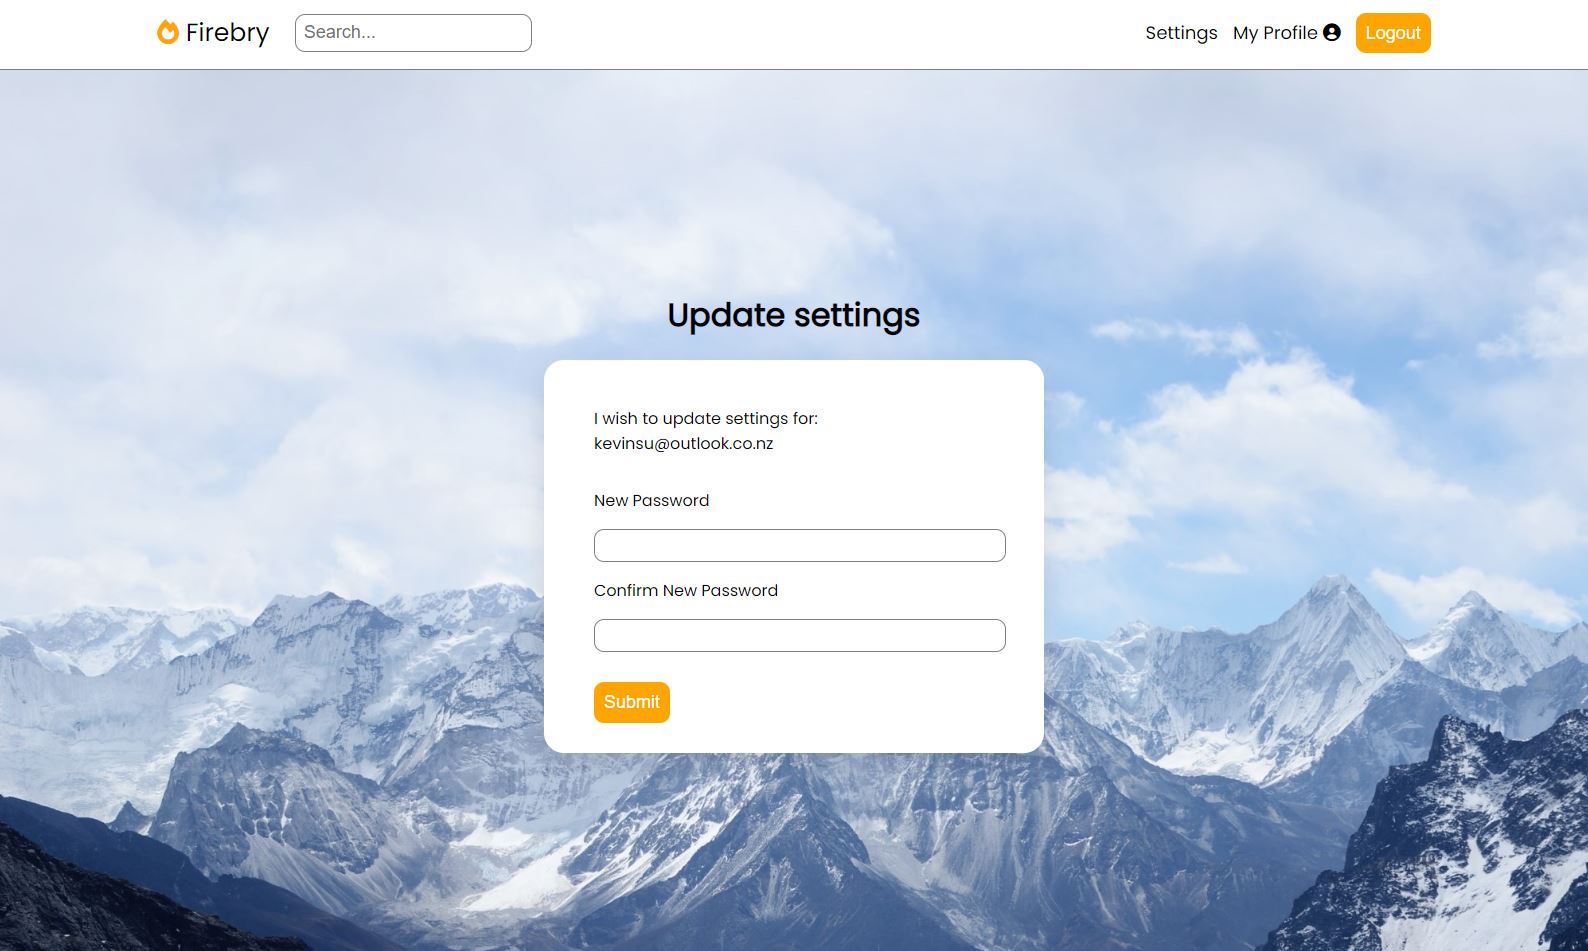 Firebry
Search...
Settings
My Profile
Logout
Update settings
I wish to update settings for:
kevinsu@outlook.co.nz
New Password
Confirm New Password
Submit